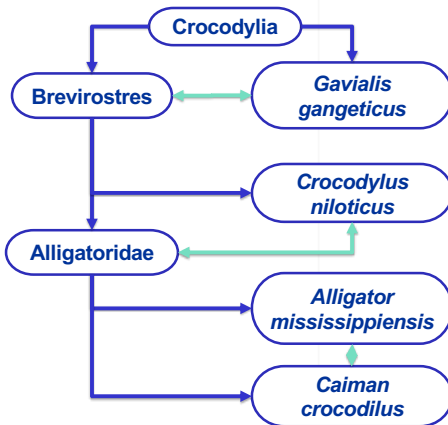 Crocodylia
Brevirostres
Gavialis
gangeticus
Crocodylus
niloticus
Alligatoridae
Alligator
mississippiensis
Caiman
crocodilus